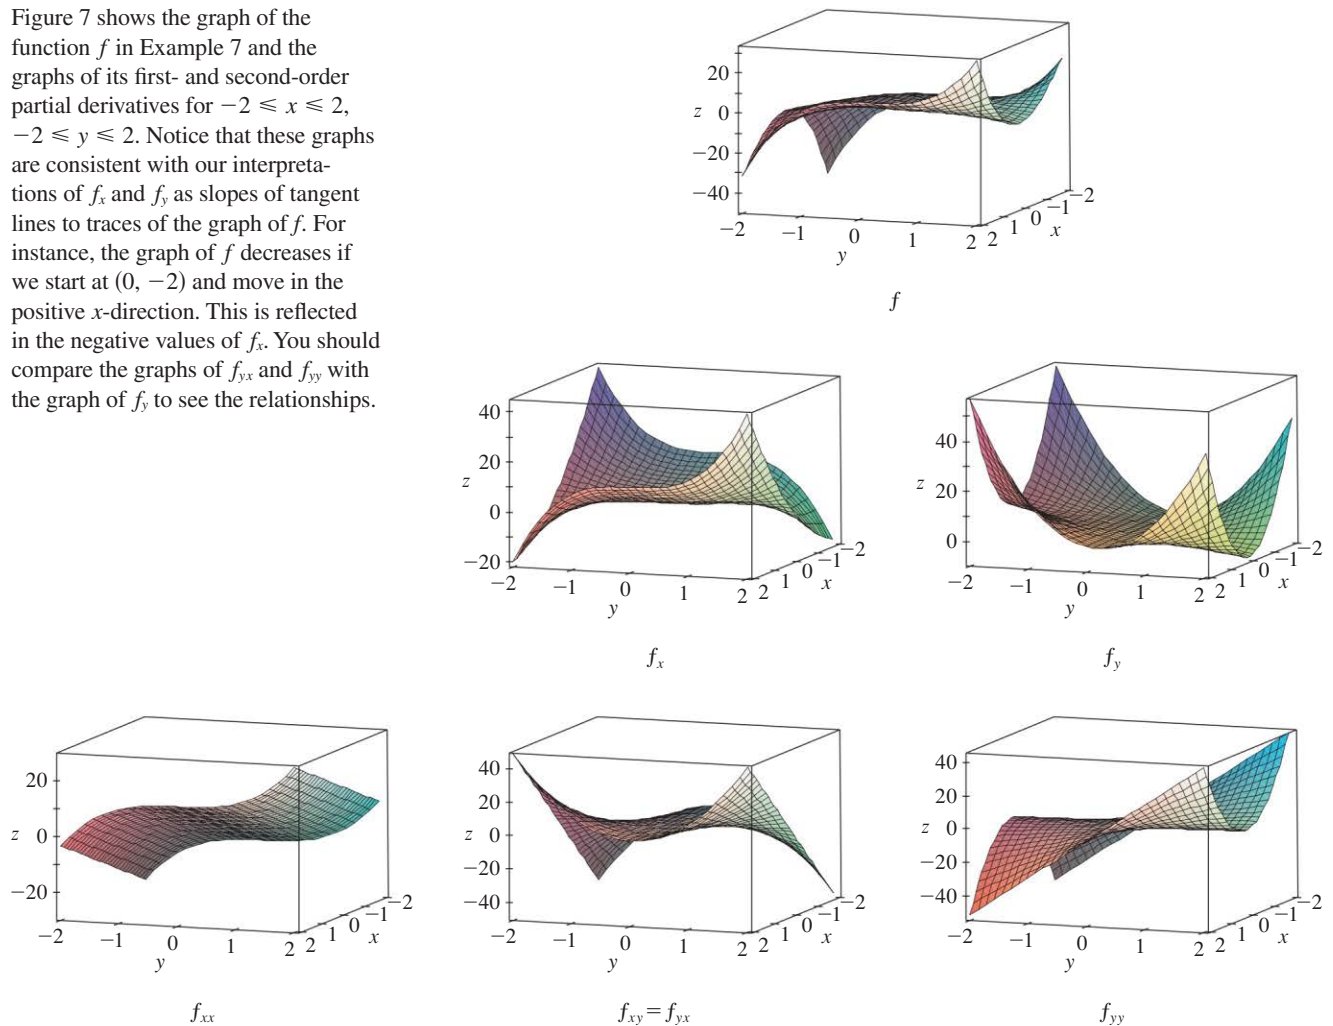 Figure 7 shows the graph of the
function f in Example 7 and the
graphs of its first- and second-order
partial derivatives for −2 ⩽ x ⩽ 2,
−2 ⩽ y ⩽ 2. Notice that these graphs
are consistent with our interpreta-
tions of fₓ and f_y as slopes of tangent
lines to traces of the graph of f. For
instance, the graph of f decreases if
we start at (0, −2) and move in the
positive x-direction. This is reflected
in the negative values of fₓ. You should
compare the graphs of f_yx and f_yy with
the graph of f_y to see the relationships.
20
z 0
−20
−40
−2 −1 0 1 2 2 1 0 −1 −2
y x
f
40
20
z
0
−20
−2 −1 0 1 2 2 1 0 −1 −2
y x
fₓ
40
z 20
0
−2 −1 0 1 2 2 1 0 −1 −2
y x
f_y
20
z 0
−20
−2 −1 0 1 2 2 1 0 −1 −2
y x
f_xx
40
20
z 0
−20
−40
−2 −1 0 1 2 2 1 0 −1 −2
y x
f_xy = f_yx
40
20
z 0
−20
−40
−2 −1 0 1 2 2 1 0 −1 −2
y x
f_yy